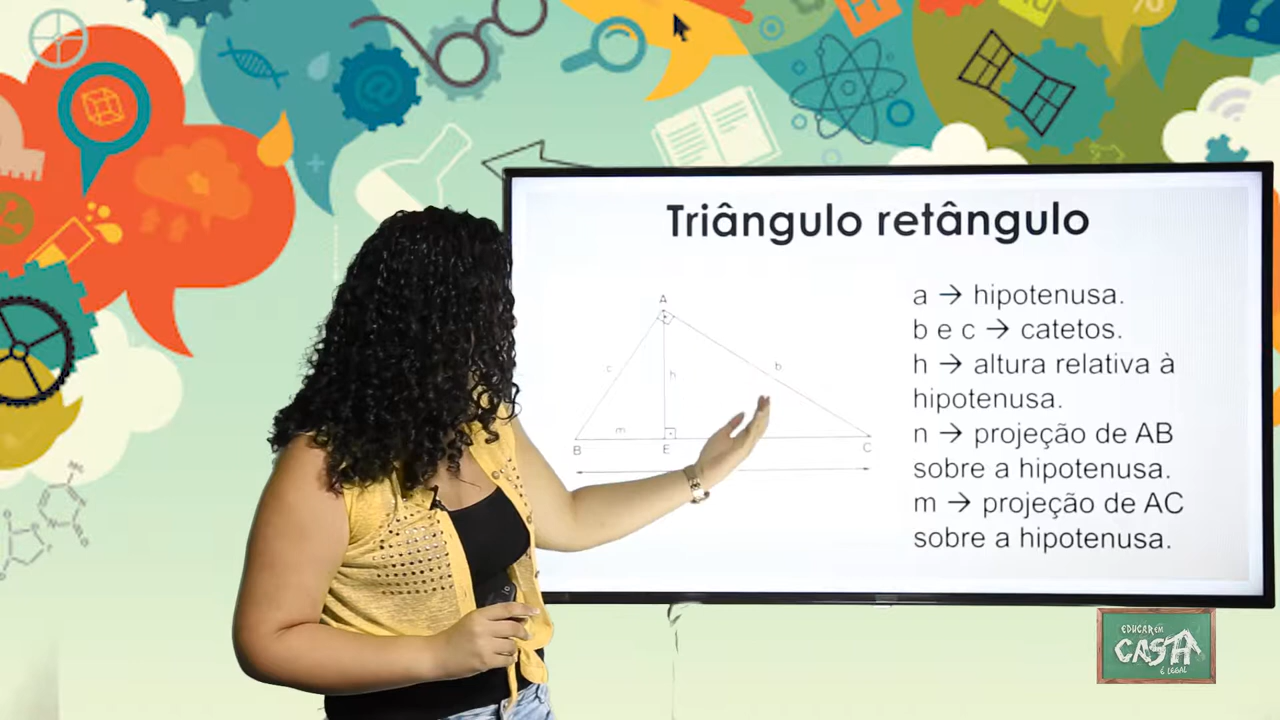 Triângulo retângulo
A
c
h
b
m
B
E
C
a → hipotenusa.
b e c → catetos.
h → altura relativa à
hipotenusa.
n → projeção de AB
sobre a hipotenusa.
m → projeção de AC
sobre a hipotenusa.
EDUCAR EM
CASA
É LEGAL